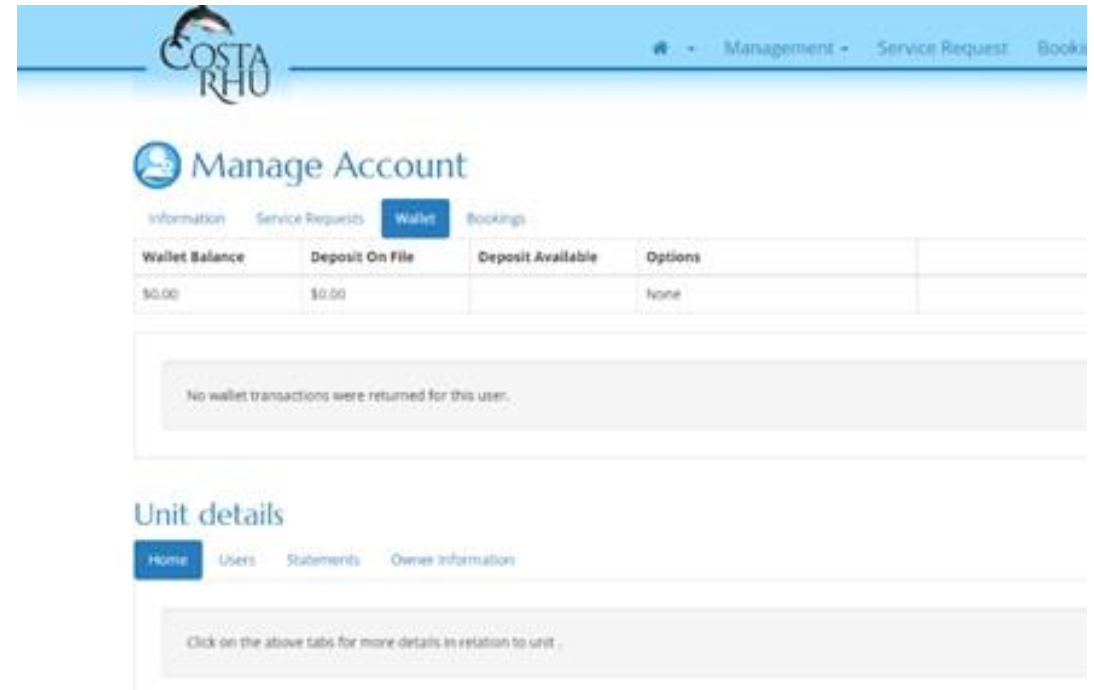 COSTA
RHU
Management
Service Request
Manage Account
Information Service Requests Wallet Bookings
Wallet Balance Deposit On File Deposit Available Options
$0.00 $0.00 None
No wallet transactions were returned for this user.
Unit details
Home Users Statements Owner Information
Click on the above tabs for more details in relation to unit .